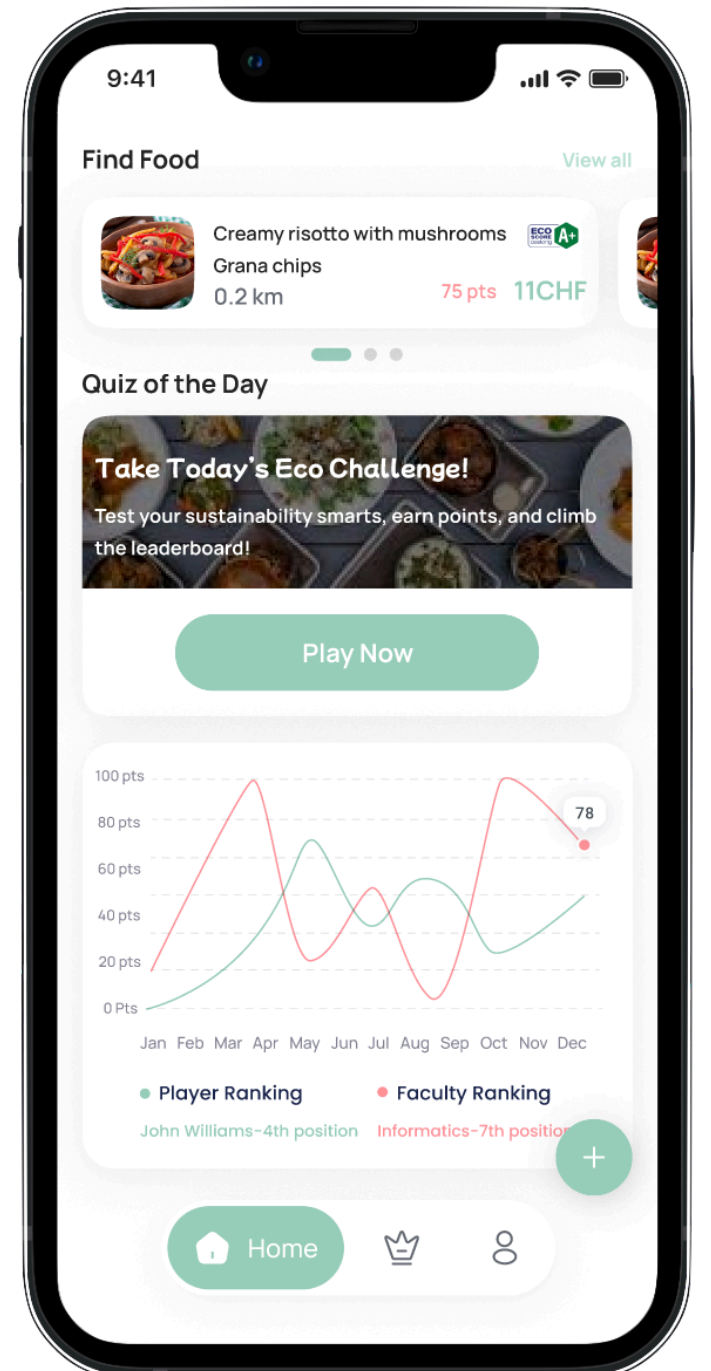 9:41
Find Food
View all
Creamy risotto with mushrooms
ECO
SCORE
A+
Grana chips
0.2 km
75 pts
11CHF
Quiz of the Day
Take Today's Eco Challenge!
Test your sustainability smarts, earn points, and climb
the leaderboard!
Play Now
100 pts
80 pts
78
60 pts
40 pts
20 pts
0 Pts
Jan Feb Mar Apr May Jun Jul Aug Sep Oct Nov Dec
Player Ranking
Faculty Ranking
John Williams-4th position
Informatics-7th position
+
Home